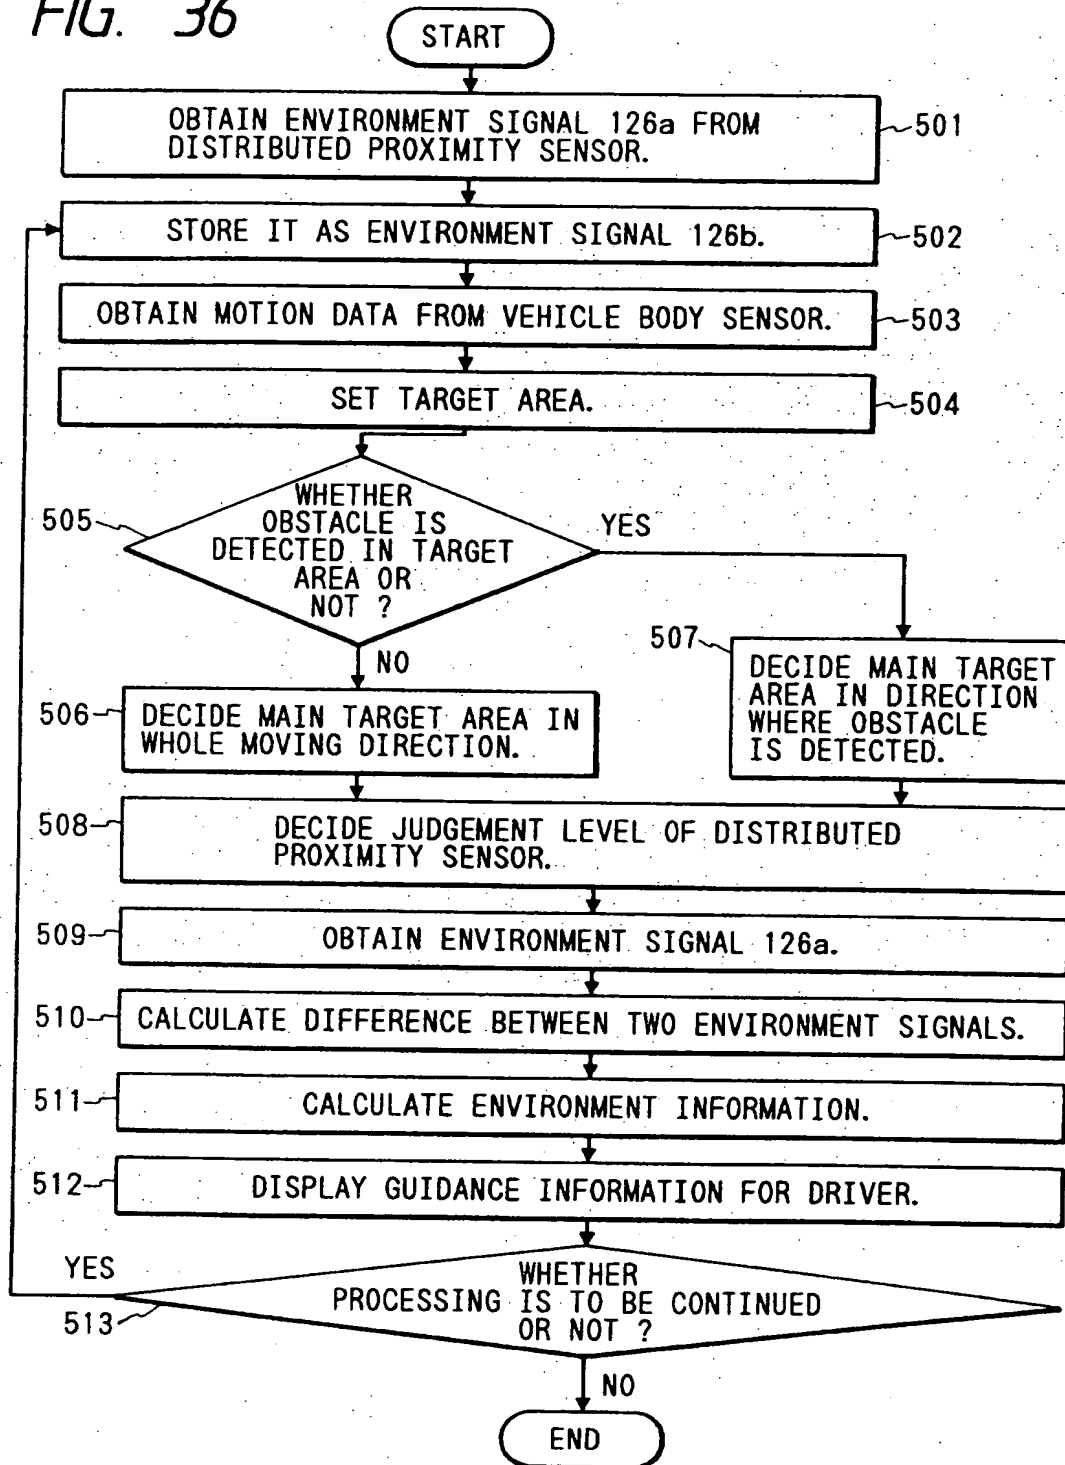 FIG. 36
START
OBTAIN ENVIRONMENT SIGNAL 126a FROM
DISTRIBUTED PROXIMITY SENSOR.
501
STORE IT AS ENVIRONMENT SIGNAL 126b.
502
OBTAIN MOTION DATA FROM VEHICLE BODY SENSOR.
503
SET TARGET AREA.
504
505
WHETHER
OBSTACLE IS
DETECTED IN TARGET
AREA OR
NOT ?
YES
NO
506
DECIDE MAIN TARGET AREA IN
WHOLE MOVING DIRECTION.
507
DECIDE MAIN TARGET
AREA IN DIRECTION
WHERE OBSTACLE
IS DETECTED.
508
DECIDE JUDGEMENT LEVEL OF DISTRIBUTED
PROXIMITY SENSOR.
509
OBTAIN ENVIRONMENT SIGNAL 126a.
510
CALCULATE DIFFERENCE BETWEEN TWO ENVIRONMENT SIGNALS.
511
CALCULATE ENVIRONMENT INFORMATION.
512
DISPLAY GUIDANCE INFORMATION FOR DRIVER.
YES
513
WHETHER
PROCESSING IS TO BE CONTINUED
OR NOT ?
NO
END